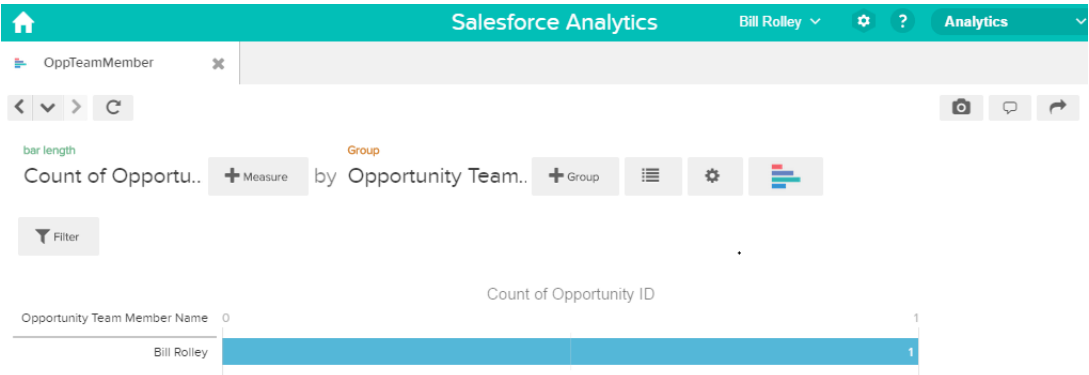 Salesforce Analytics Bill Rolley ? Analytics
OppTeamMember
bar length Group
Count of Opportu.. + Measure by Opportunity Team.. + Group
Filter
Count of Opportunity ID
Opportunity Team Member Name 0 1
Bill Rolley 1